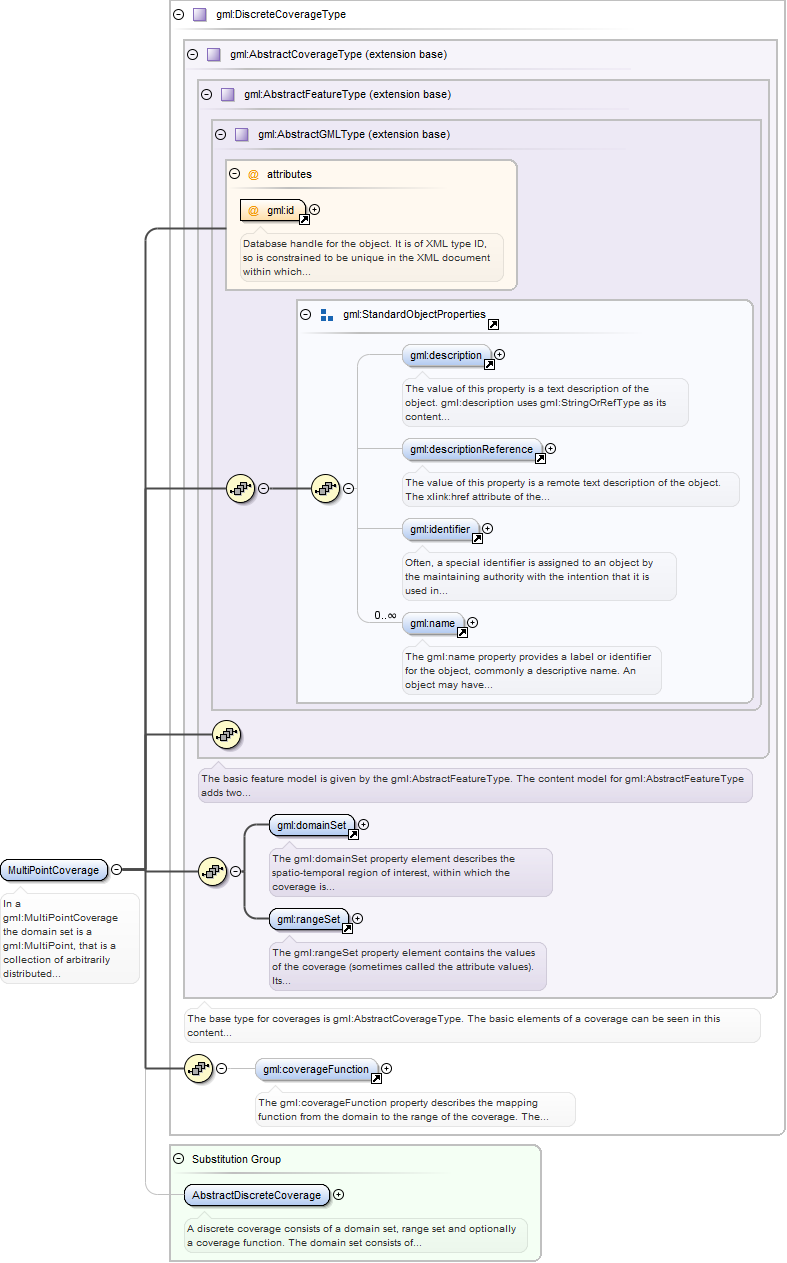 gml:DiscreteCoverageType
gml:AbstractCoverageType (extension base)
gml:AbstractFeatureType (extension base)
gml:AbstractGMLType (extension base)
@ attributes
@ gml:id
Database handle for the object. It is of XML type ID,
so is constrained to be unique in the XML document
within which...
gml:StandardObjectProperties
gml:description
The value of this property is a text description of the
object. gml:description uses gml:StringOrRefType as its
content...
gml:descriptionReference
The value of this property is a remote text description of the object.
The xlink:href attribute of the...
gml:identifier
Often, a special identifier is assigned to an object by
the maintaining authority with the intention that it is
used in...
0..∞
gml:name
The gml:name property provides a label or identifier
for the object, commonly a descriptive name. An
object may have...
The basic feature model is given by the gml:AbstractFeatureType. The content model for gml:AbstractFeatureType
adds two...
gml:domainSet
The gml:domainSet property element describes the
spatio-temporal region of interest, within which the
coverage is...
MultiPointCoverage
In a
gml:MultiPointCoverage
the domain set is a
gml:MultiPoint, that is a
collection of arbitrarily
distributed...
gml:rangeSet
The gml:rangeSet property element contains the values
of the coverage (sometimes called the attribute values).
Its...
The base type for coverages is gml:AbstractCoverageType. The basic elements of a coverage can be seen in this
content...
gml:coverageFunction
The gml:coverageFunction property describes the mapping
function from the domain to the range of the coverage. The...
Substitution Group
AbstractDiscreteCoverage
A discrete coverage consists of a domain set, range set and optionally
a coverage function. The domain set consists of...